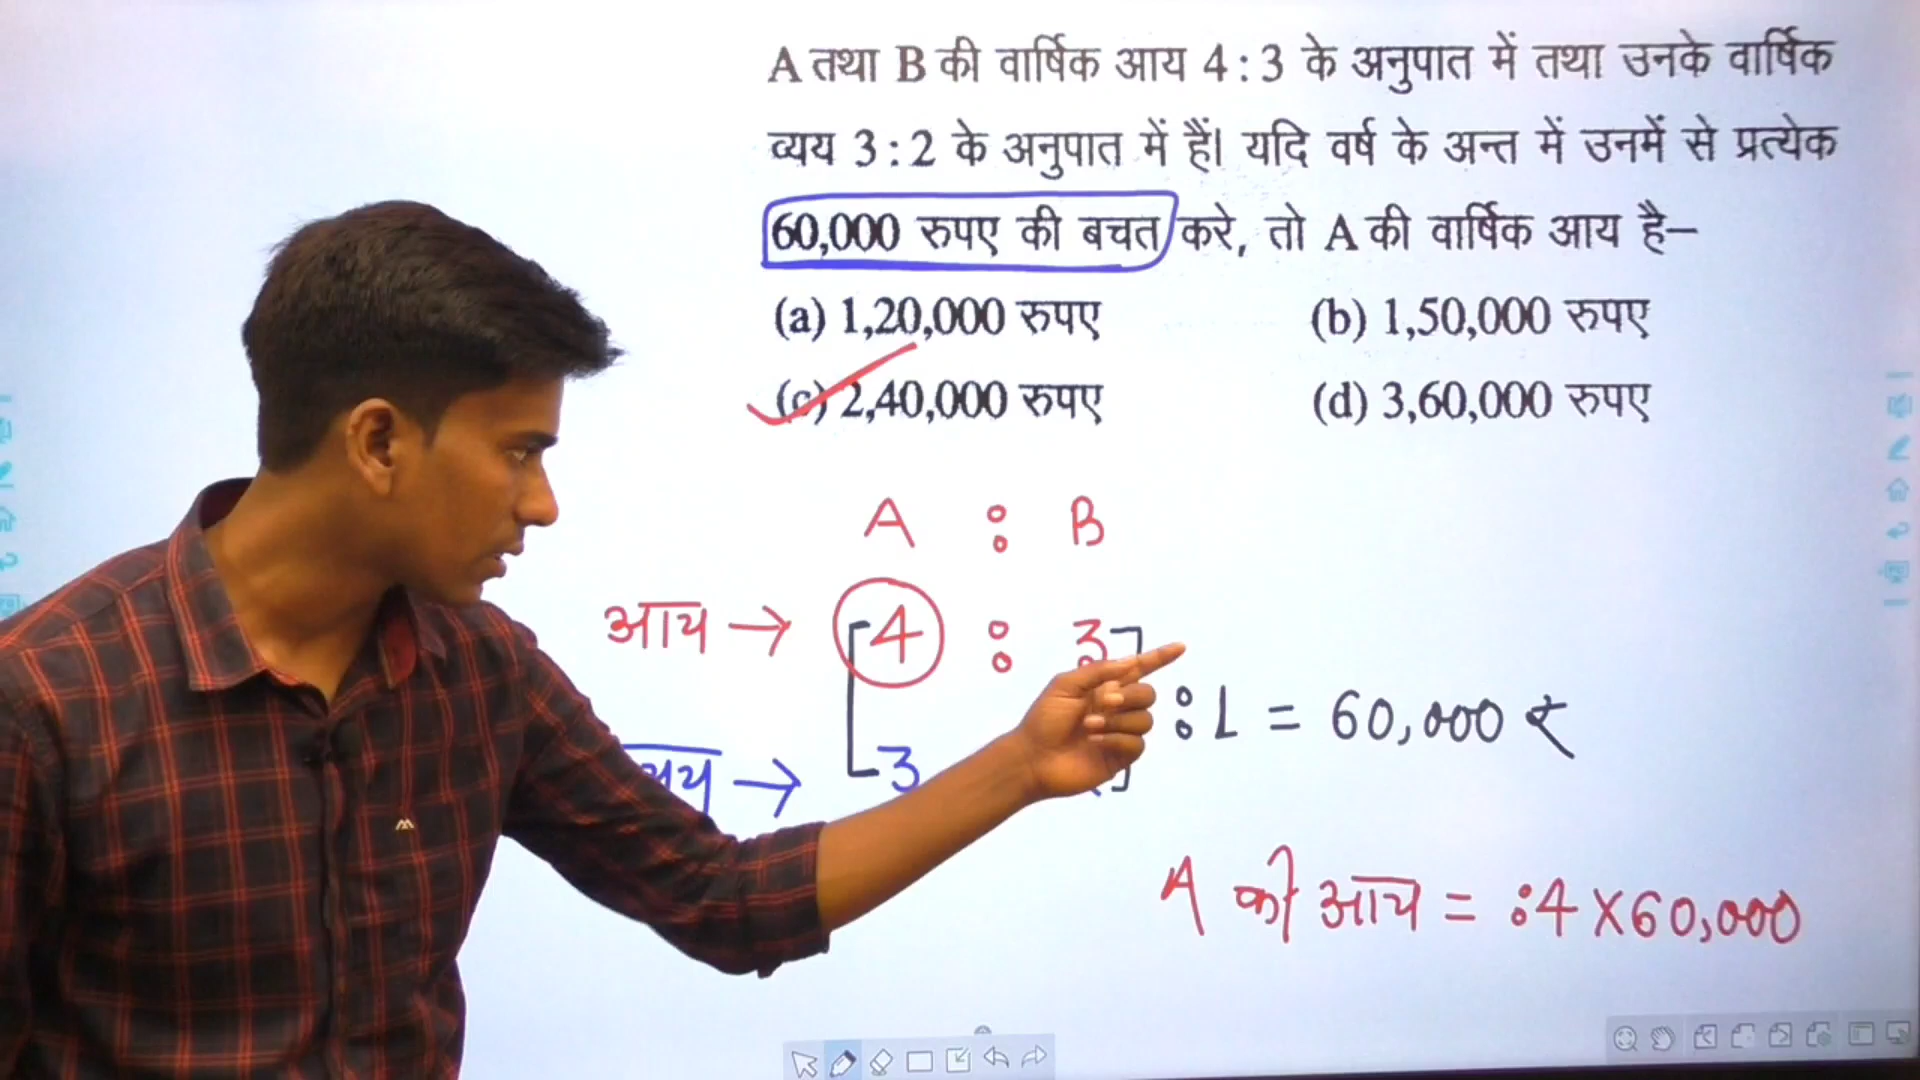 A तथा B की वार्षिक आय 4 : 3 के अनुपात में तथा उनके वार्षिक
व्यय 3 : 2 के अनुपात में हैं। यदि वर्ष के अन्त में उनमें से प्रत्येक
60,000 रुपए की बचत करे, तो A की वार्षिक आय है–
(a) 1,20,000 रुपए (b) 1,50,000 रुपए
(c) 2,40,000 रुपए (d) 3,60,000 रुपए
A : B
आय → 4 : 3
: 1 = 60,000 ₹
→ 3
A की आय = :4 × 60,000